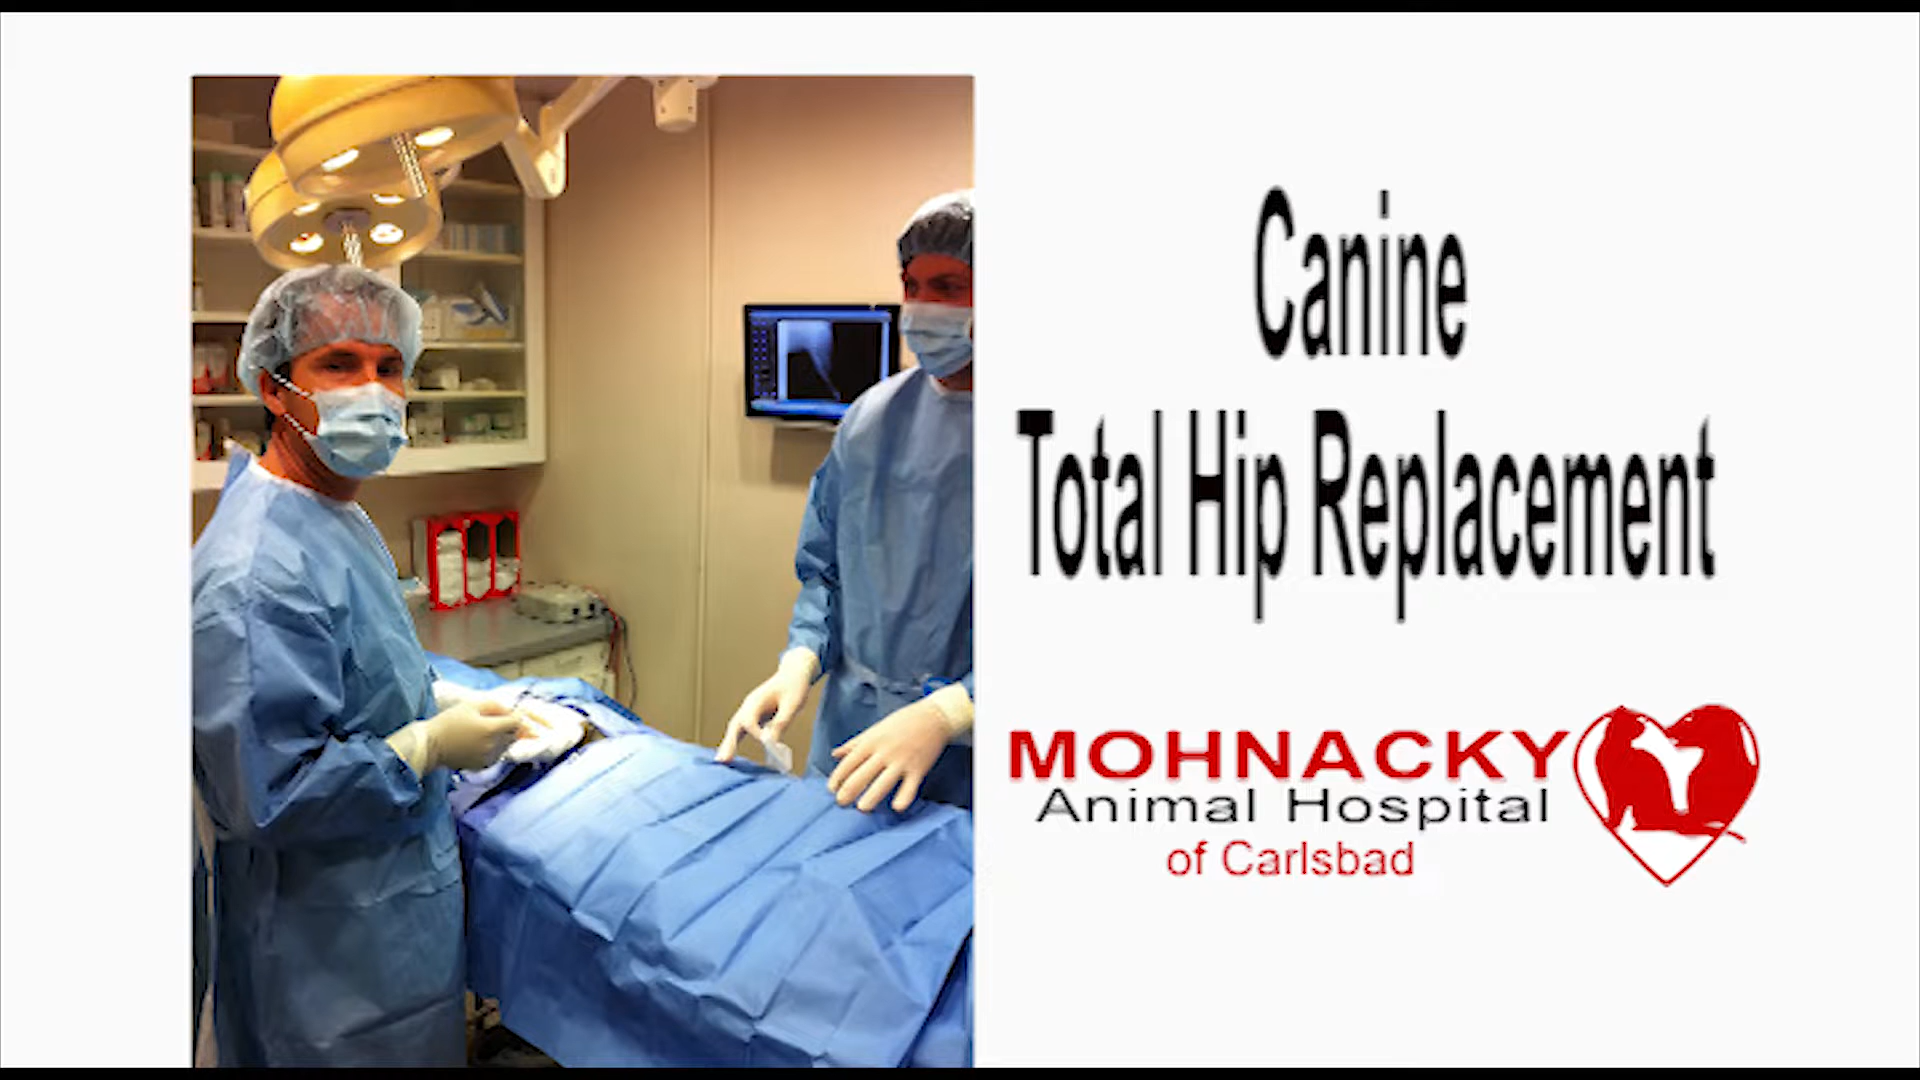 Canine
Total Hip Replacement
MOHNACKY
Animal Hospital
of Carlsbad